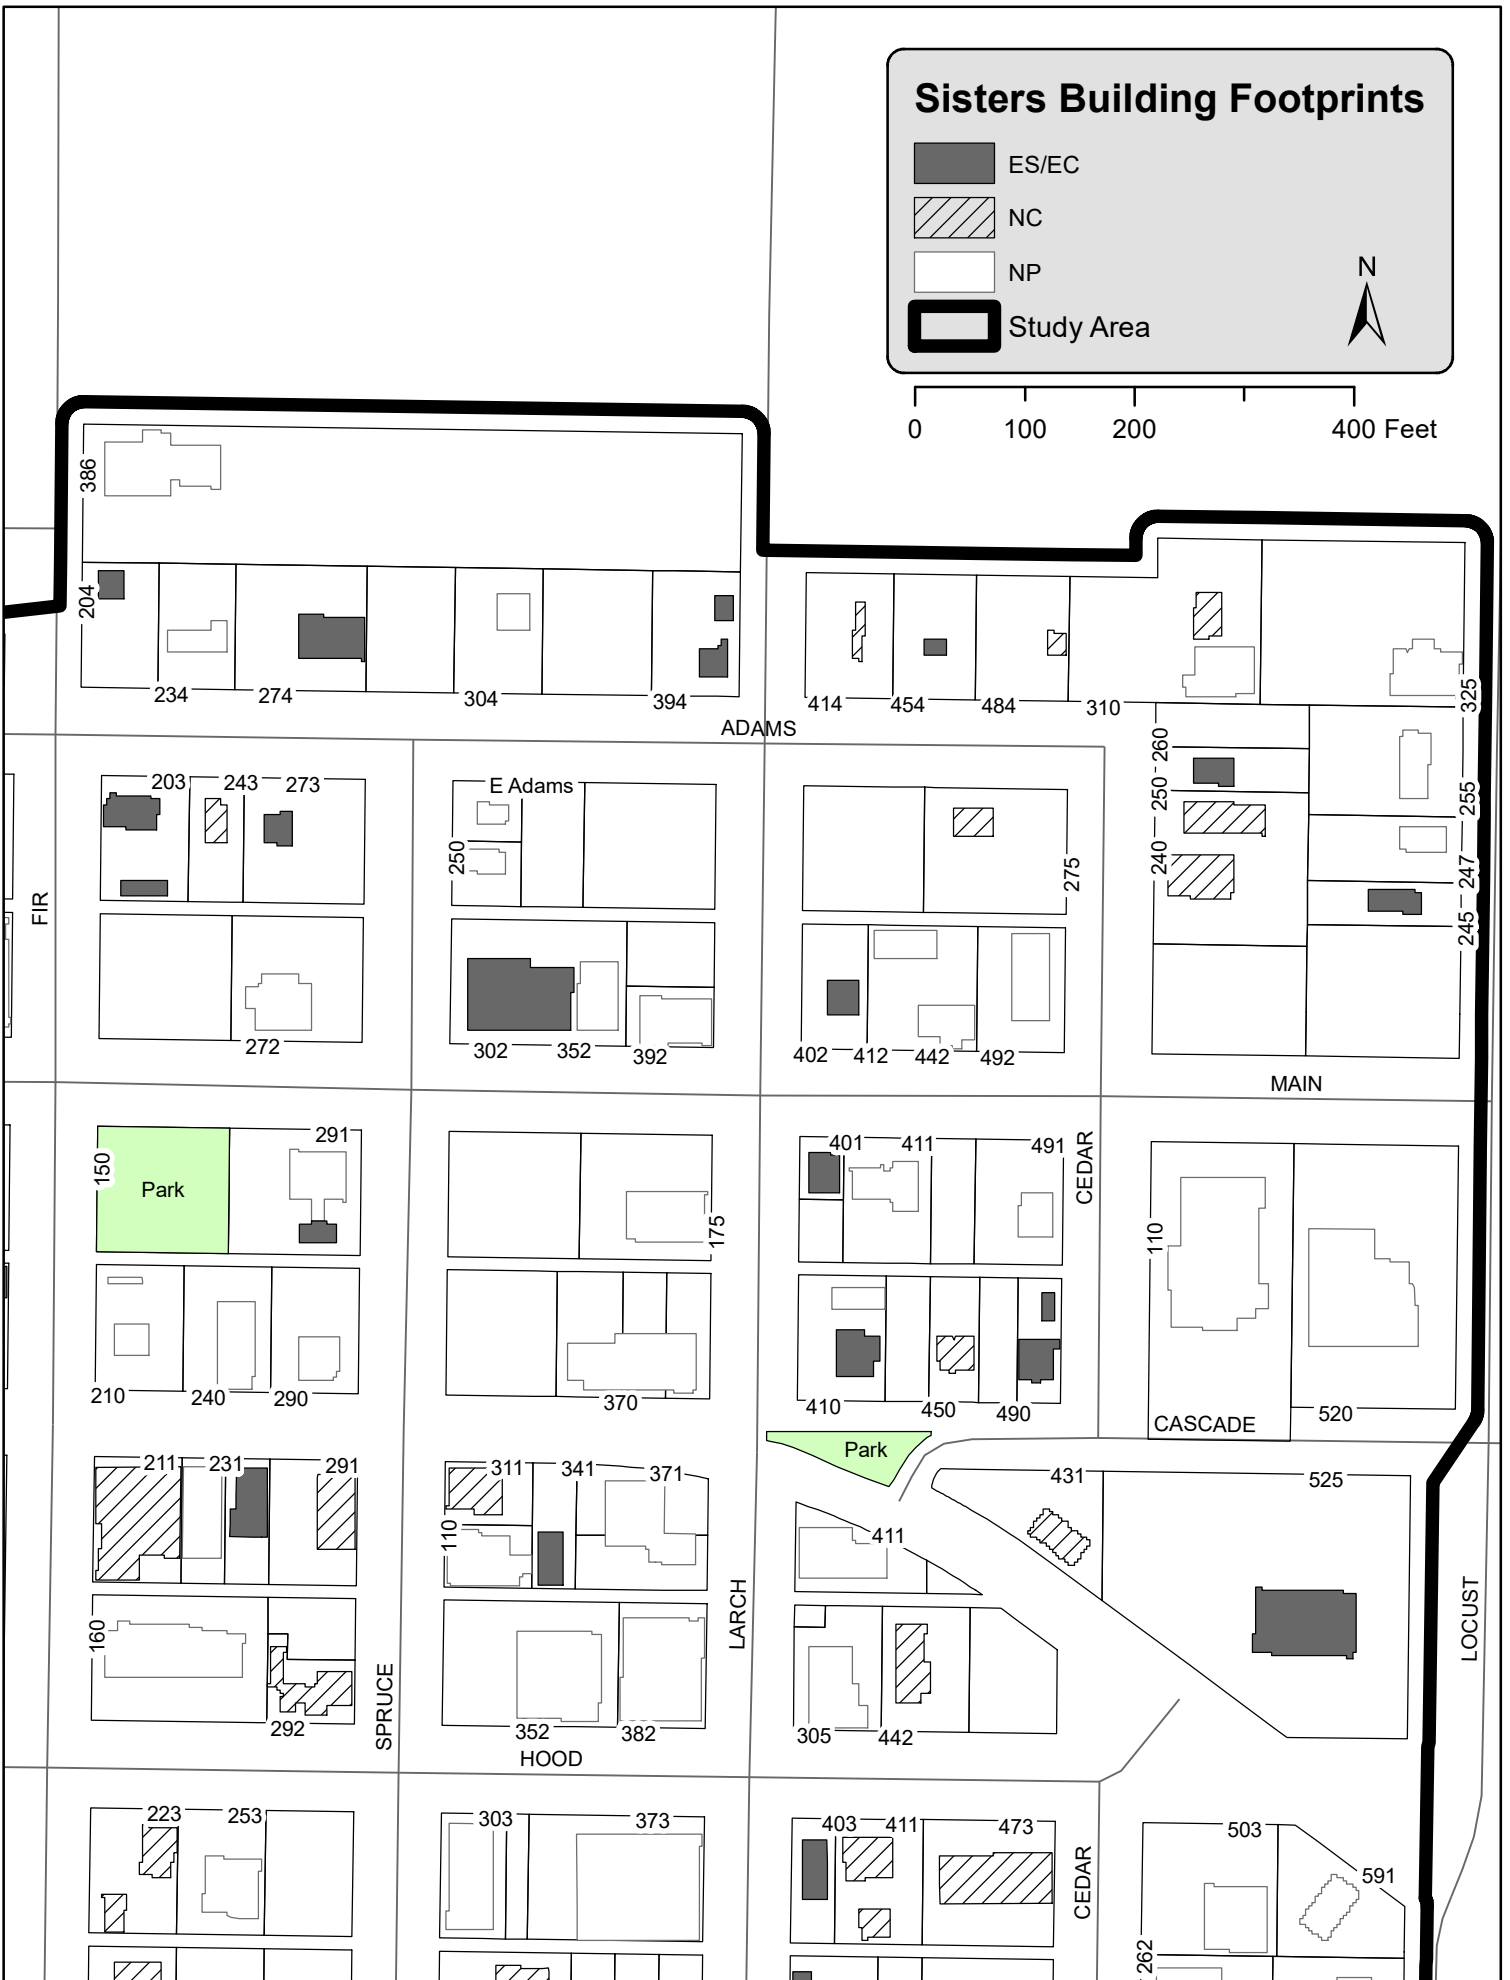 Sisters Building Footprints
ES/EC
NC
NP
Study Area
N
0 100 200 400 Feet
386
204
234 274 304 394
414 454 484 310
325
ADAMS
260
203 243 273
E Adams
250
255
250
240
275
247
245
FIR
272
302 352 392
402 412 442 492
MAIN
291
150
Park
175
401 411 491
CEDAR
110
210 240 290
370
410 450 490
520
CASCADE
Park
211 231 291
311 341 371
431 525
110
411
LARCH
LOCUST
160
SPRUCE
292
352 382
305 442
HOOD
223 253
303 373
403 411 473
503
591
CEDAR
262